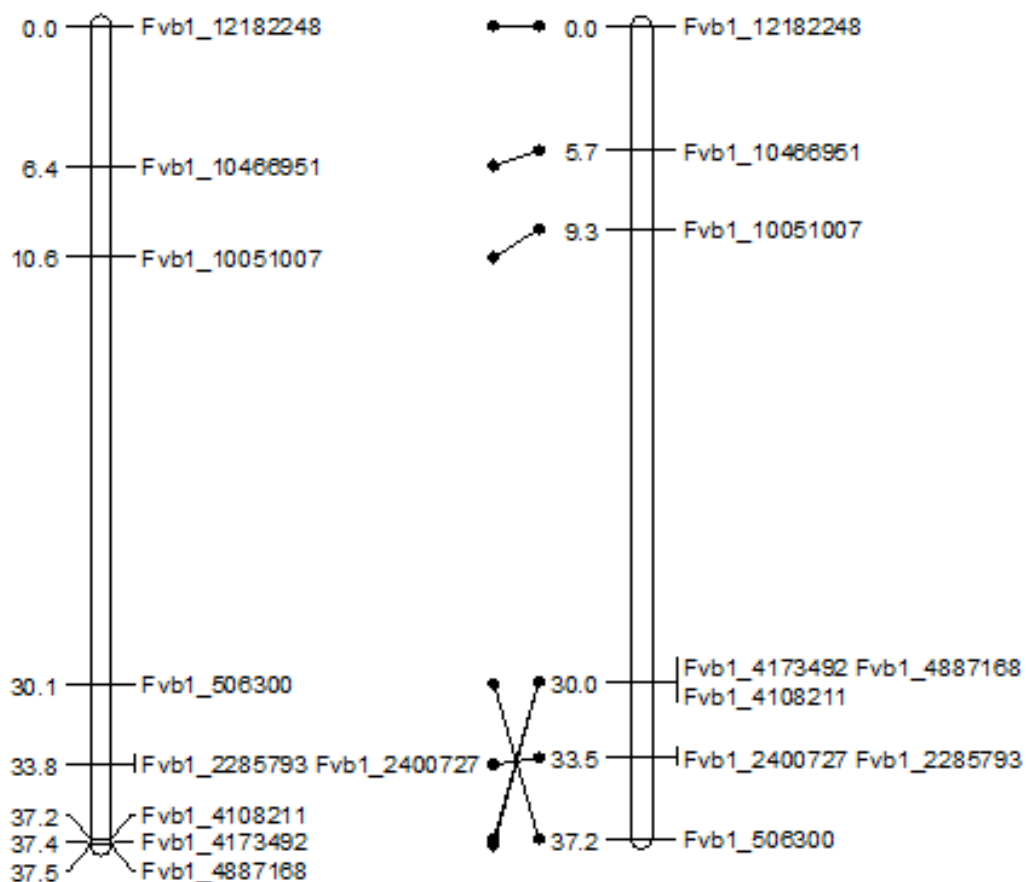 0.0 Fvb1_12182248 0.0 Fvb1_12182248
5.7 Fvb1_10466951
6.4 Fvb1_10466951
9.3 Fvb1_10051007
10.6 Fvb1_10051007
Fvb1_4173492 Fvb1_4887168
30.1 Fvb1_506300 30.0
Fvb1_4108211
33.8 Fvb1_2285793 Fvb1_2400727 33.5 Fvb1_2400727 Fvb1_2285793
37.2 Fvb1_4108211
37.4 Fvb1_4173492 37.2 Fvb1_506300
37.5 Fvb1_4887168